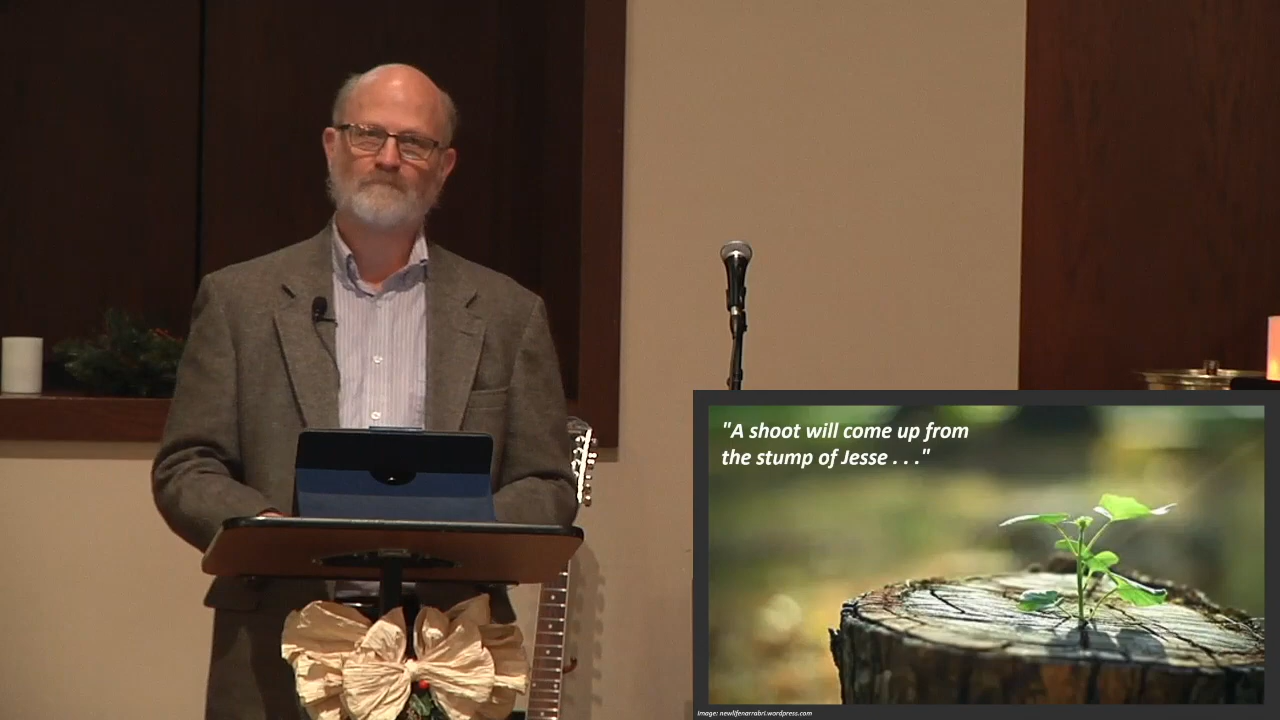 "A shoot will come up from
the stump of Jesse . . ."
Image: newlifenarrabri.wordpress.com